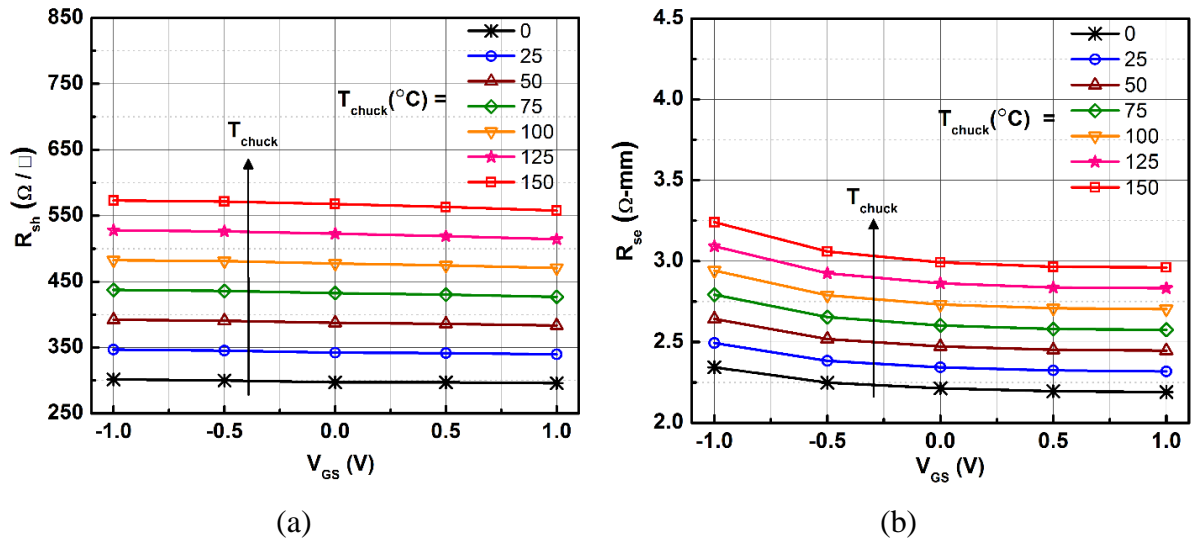 850
750
650
550
450
350
250
R_sh (Ω / □)
0
25
50
75
100
125
150
T_chuck(°C) =
T_chuck
-1.0 -0.5 0.0 0.5 1.0
V_GS (V)
(a)
4.5
4.0
3.5
3.0
2.5
2.0
R_se (Ω-mm)
0
25
50
75
100
125
150
T_chuck(°C) =
T_chuck
-1.0 -0.5 0.0 0.5 1.0
V_GS (V)
(b)